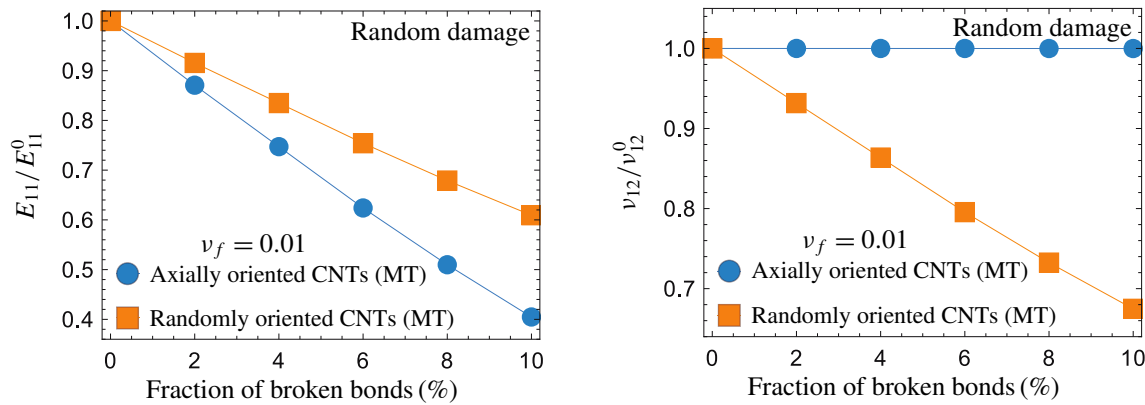 1.0
0.9
0.8
0.7
0.6
0.5
0.4
E₁₁/E⁰₁₁
Random damage
ν_f = 0.01
Axially oriented CNTs (MT)
Randomly oriented CNTs (MT)
0 2 4 6 8 10
Fraction of broken bonds (%)
1.0
0.9
0.8
0.7
ν₁₂/ν⁰₁₂
Random damage
ν_f = 0.01
Axially oriented CNTs (MT)
Randomly oriented CNTs (MT)
0 2 4 6 8 10
Fraction of broken bonds (%)